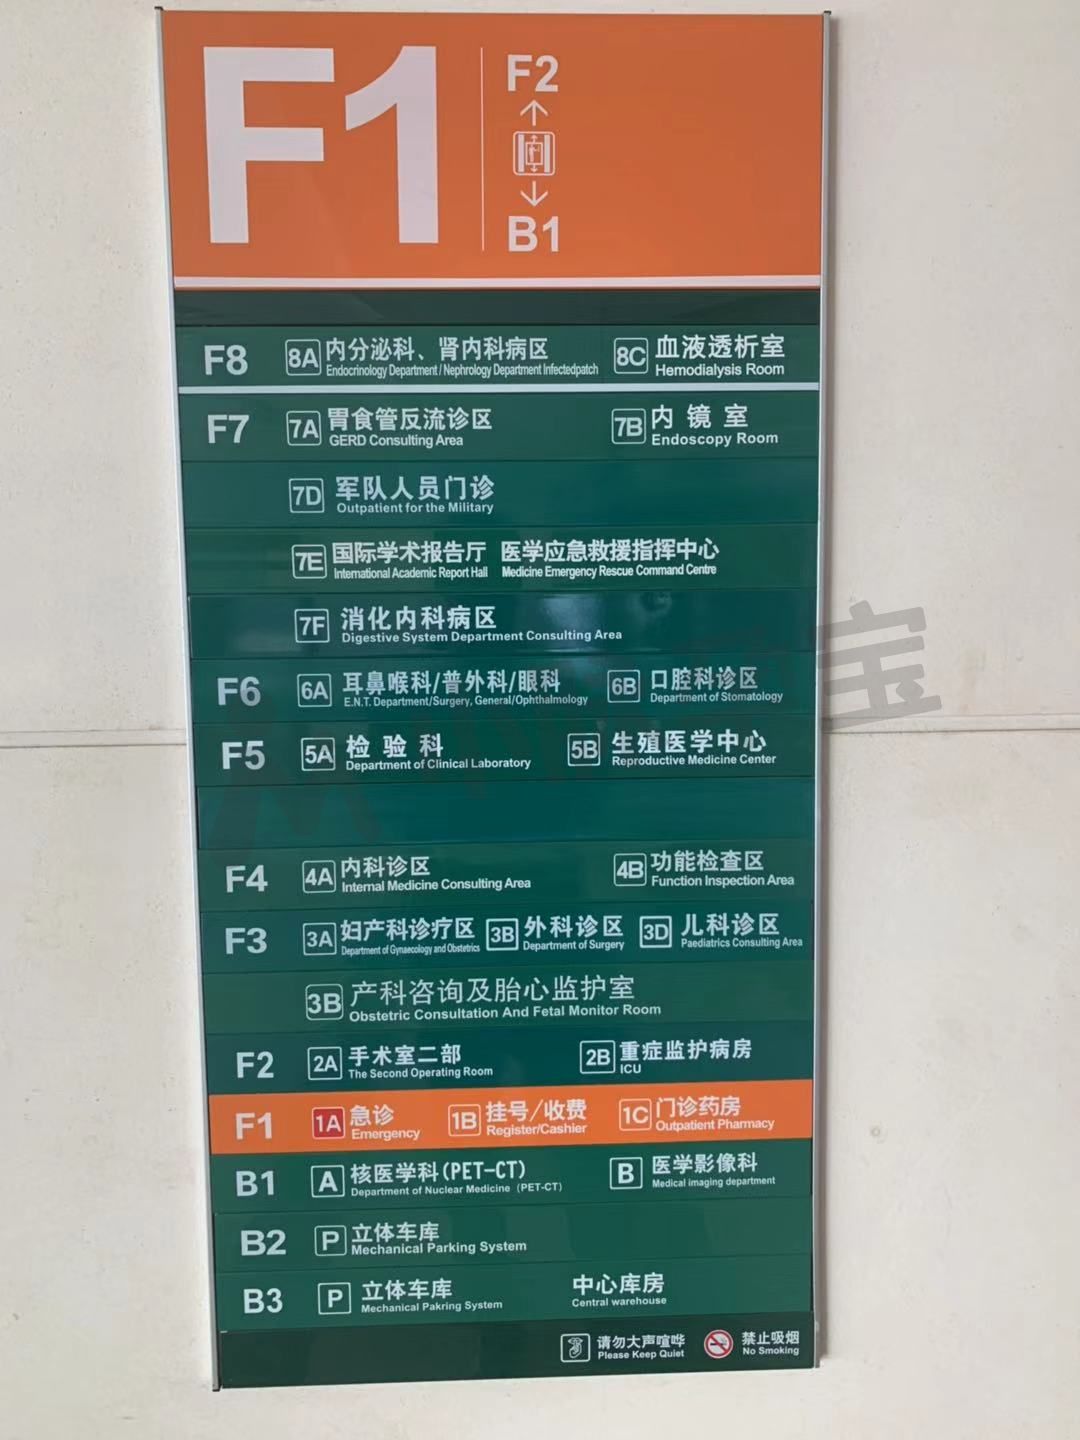 F1
F2
B1
F8 8A 内分泌科、肾内科病区 8C 血液透析室
Endocrinology Department / Nephrology Department Infectedpatch Hemodialysis Room
F7 7A 胃食管反流诊区 7B 内镜室
GERD Consulting Area Endoscopy Room
7D 军队人员门诊
Outpatient for the Military
7E 国际学术报告厅 医学应急救援指挥中心
International Academic Report Hall Medicine Emergency Rescue Command Centre
7F 消化内科病区
Digestive System Department Consulting Area
F6 6A 耳鼻喉科/普外科/眼科 6B 口腔科诊区
E.N.T. Department/Surgery, General/Ophthalmology Department of Stomatology
F5 5A 检验科 5B 生殖医学中心
Department of Clinical Laboratory Reproductive Medicine Center
F4 4A 内科诊区 4B 功能检查区
Internal Medicine Consulting Area Function Inspection Area
F3 3A 妇产科诊疗区 3B 外科诊区 3D 儿科诊区
Department of Gynaecology and Obstetrics Department of Surgery Paediatrics Consulting Area
3B 产科咨询及胎心监护室
Obstetric Consultation And Fetal Monitor Room
F2 2A 手术室二部 2B 重症监护病房
The Second Operating Room ICU
F1 1A 急诊 1B 挂号/收费 1C 门诊药房
Emergency Register/Cashier Outpatient Pharmacy
B1 A 核医学科(PET-CT) B 医学影像科
Department of Nuclear Medicine (PET-CT) Medical imaging department
B2 P 立体车库
Mechanical Parking System
B3 P 立体车库 中心库房
Mechanical Pakring System Central warehouse
请勿大声喧哗 禁止吸烟
Please Keep Quiet No Smoking
宝